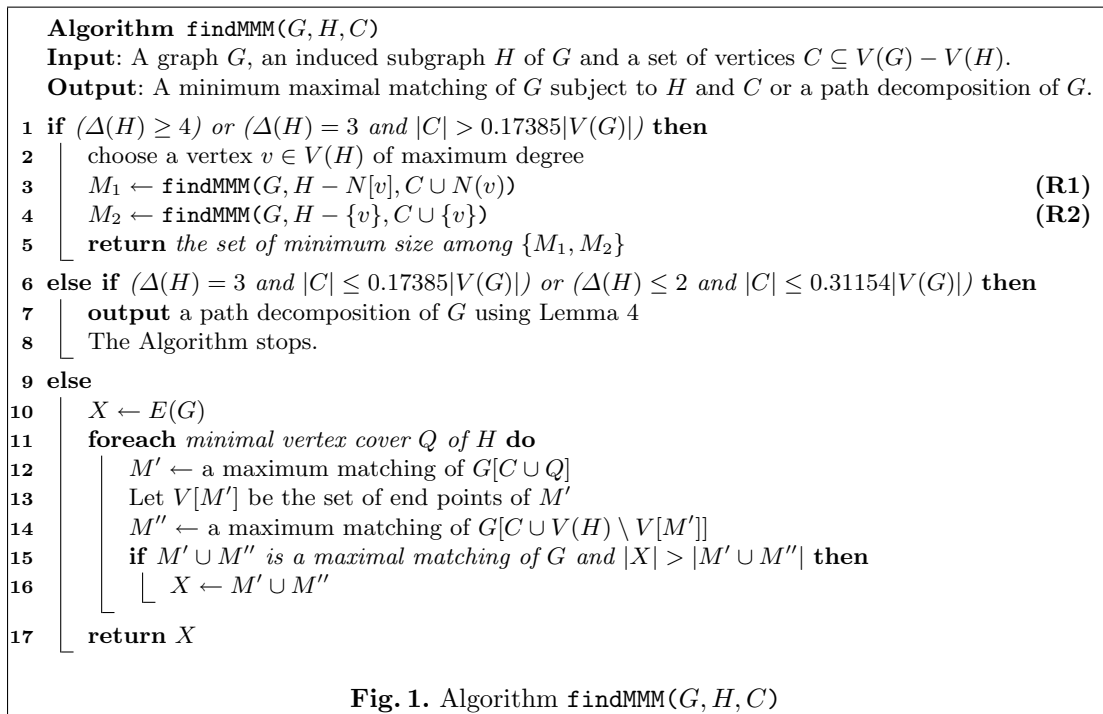 Algorithm findMMM(G, H, C)
Input: A graph G, an induced subgraph H of G and a set of vertices C ⊆ V(G) − V(H).
Output: A minimum maximal matching of G subject to H and C or a path decomposition of G.
1 if (Δ(H) ≥ 4) or (Δ(H) = 3 and |C| > 0.17385|V(G)|) then
2 choose a vertex v ∈ V(H) of maximum degree
3 M₁ ← findMMM(G, H − N[v], C ∪ N(v)) (R1)
4 M₂ ← findMMM(G, H − {v}, C ∪ {v}) (R2)
5 return the set of minimum size among {M₁, M₂}
6 else if (Δ(H) = 3 and |C| ≤ 0.17385|V(G)|) or (Δ(H) ≤ 2 and |C| ≤ 0.31154|V(G)|) then
7 output a path decomposition of G using Lemma 4
8 The Algorithm stops.
9 else
10 X ← E(G)
11 foreach minimal vertex cover Q of H do
12 M′ ← a maximum matching of G[C ∪ Q]
13 Let V[M′] be the set of end points of M′
14 M″ ← a maximum matching of G[C ∪ V(H) \ V[M′]]
15 if M′ ∪ M″ is a maximal matching of G and |X| > |M′ ∪ M″| then
16 X ← M′ ∪ M″
17 return X
Fig. 1. Algorithm findMMM(G, H, C)